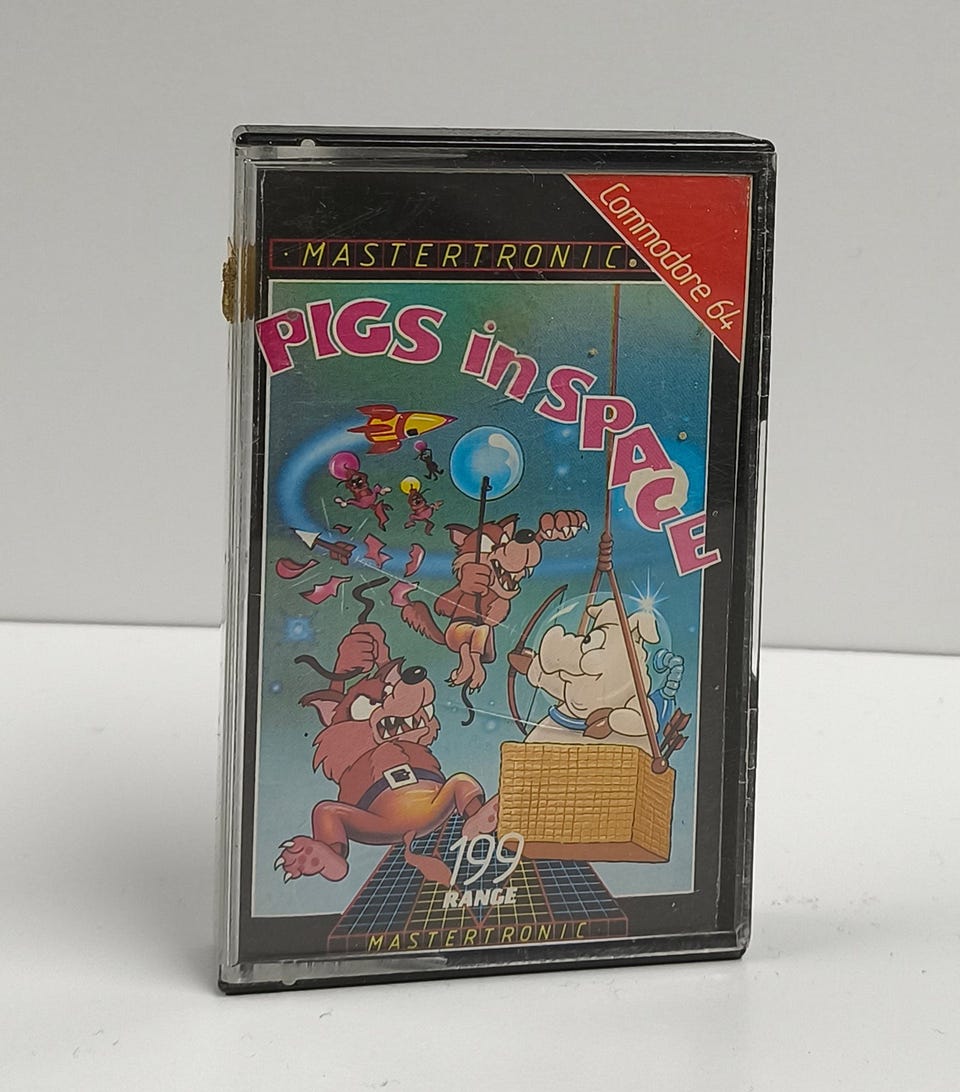 Commodore 64
· MASTERTRONIC ·
PIGS in SPACE
199
RANGE
· MASTERTRONIC ·